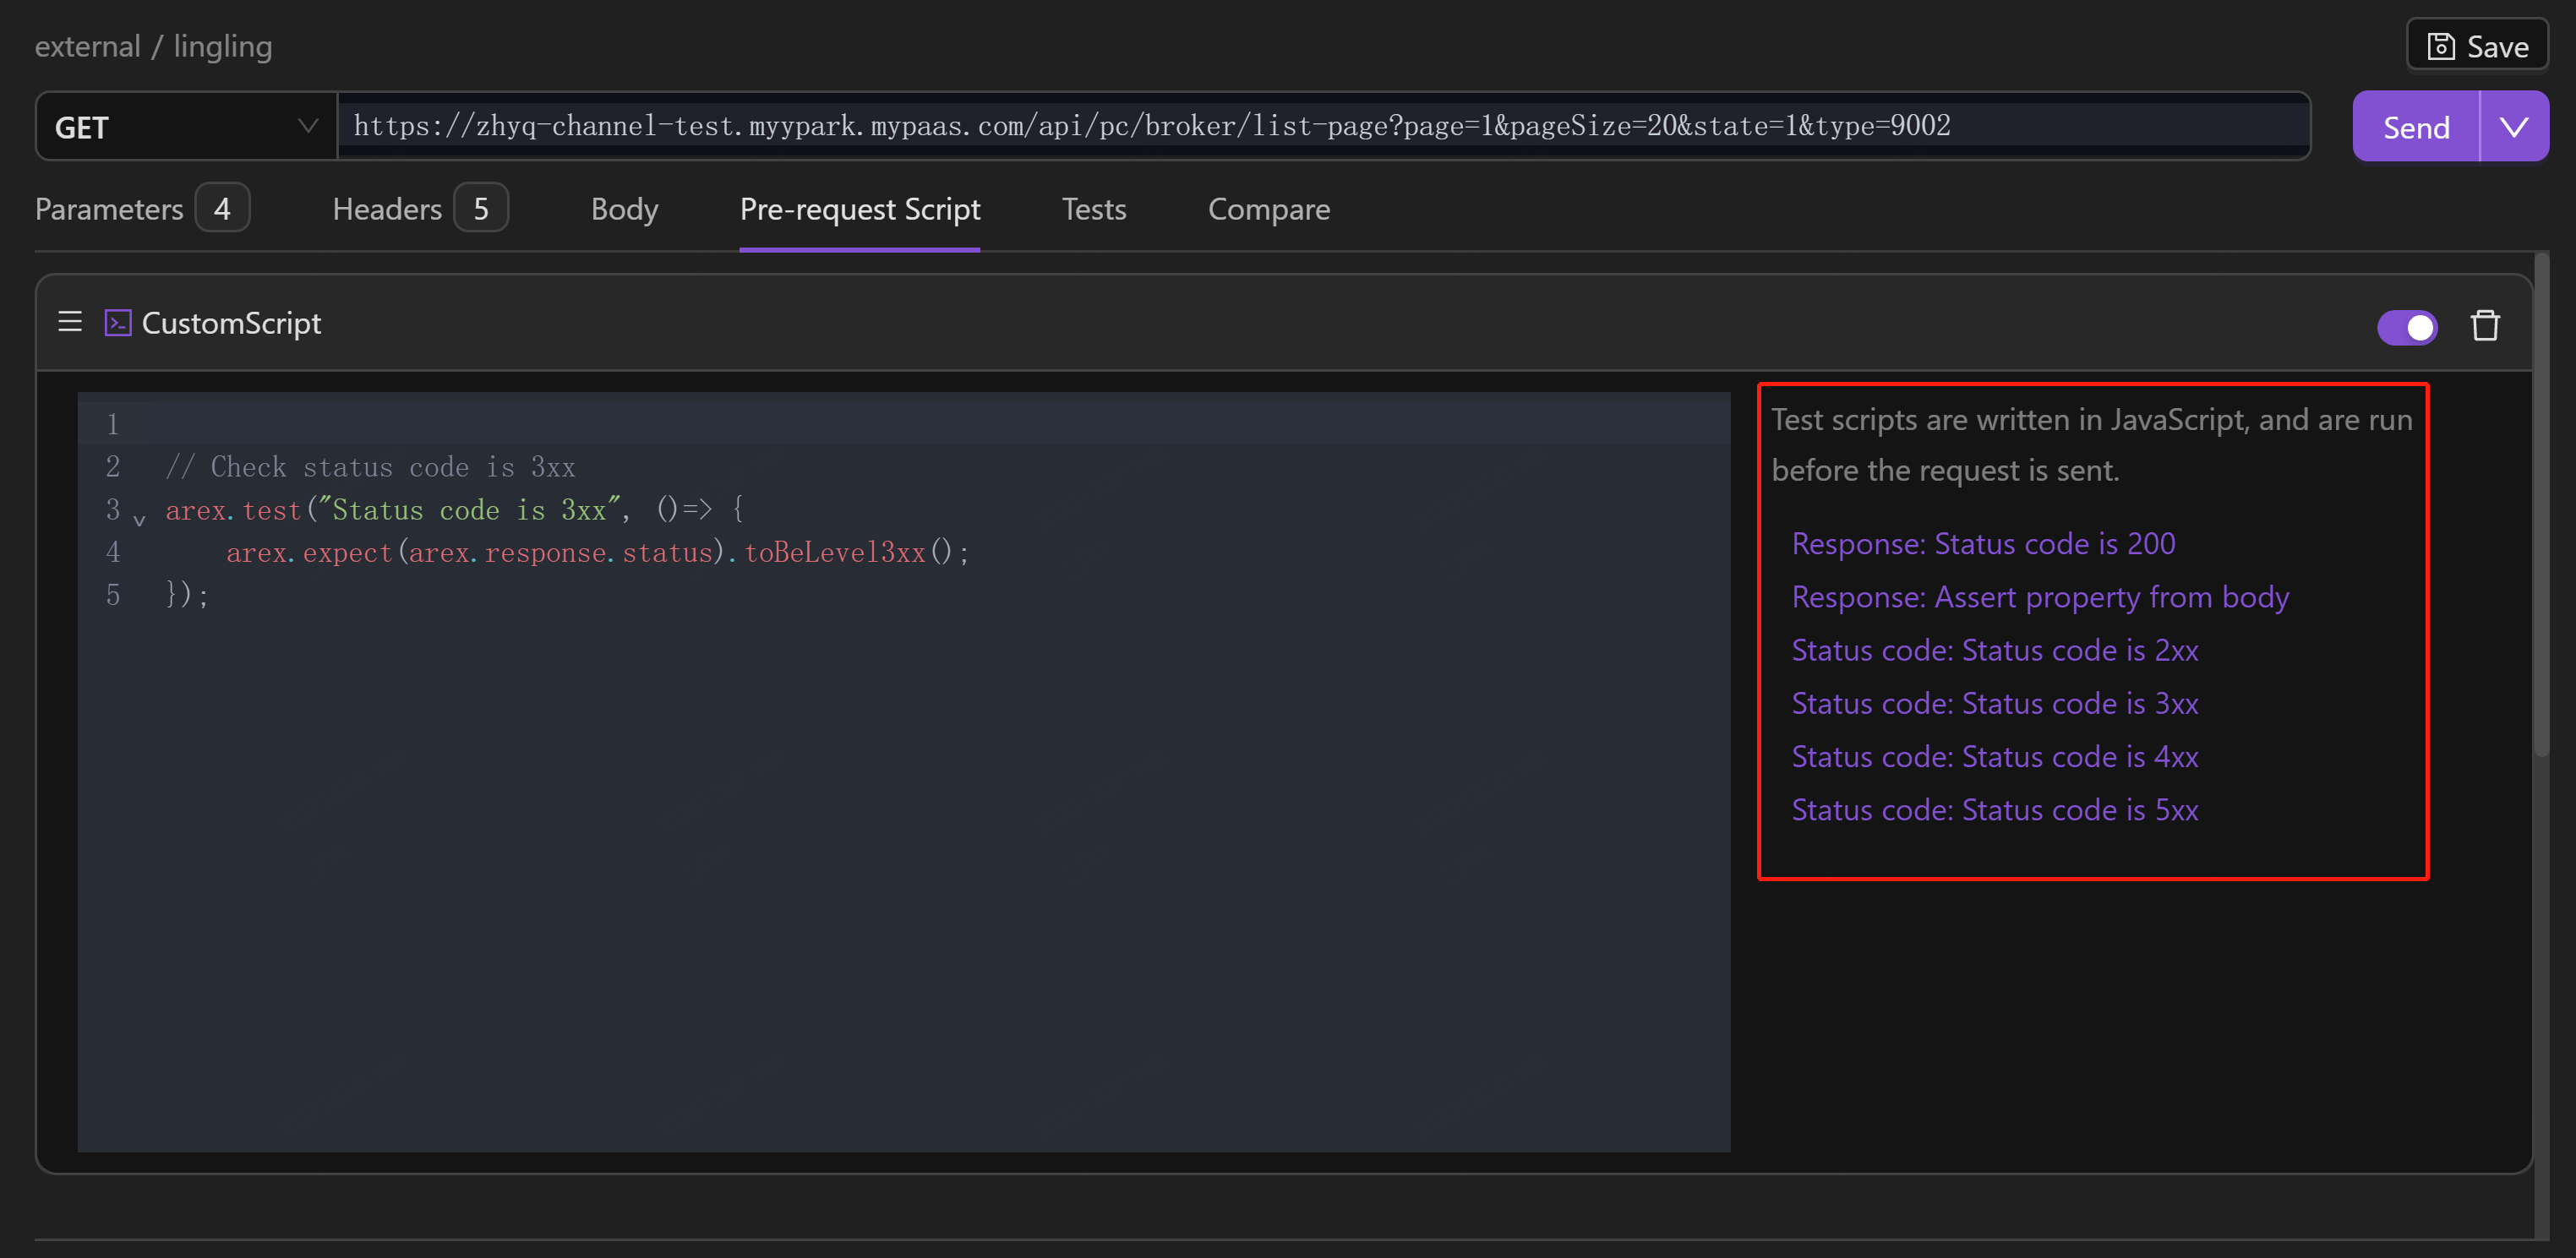 external / lingling
Save
GET
https://zhyq-channel-test.myypark.mypaas.com/api/pc/broker/list-page?page=1&pageSize=20&state=1&type=9002
Send
Parameters 4 Headers 5 Body Pre-request Script Tests Compare
CustomScript
1
2 // Check status code is 3xx
3 arex.test("Status code is 3xx", ()=> {
4 arex.expect(arex.response.status).toBeLevel3xx();
5 });
Test scripts are written in JavaScript, and are run
before the request is sent.
Response: Status code is 200
Response: Assert property from body
Status code: Status code is 2xx
Status code: Status code is 3xx
Status code: Status code is 4xx
Status code: Status code is 5xx